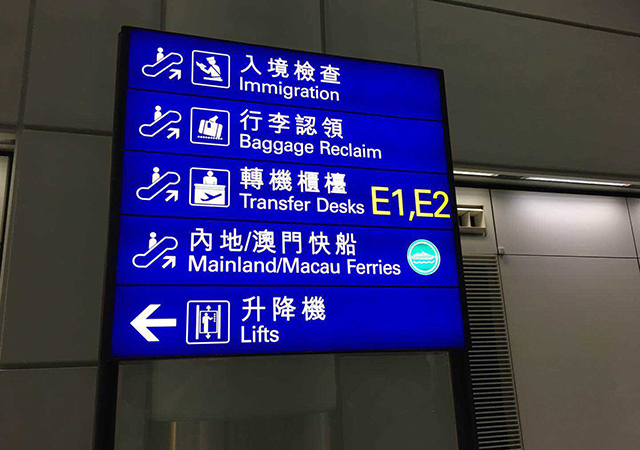 入境檢查
Immigration
行李認領
Baggage Reclaim
轉機櫃檯
Transfer Desks E1,E2
內地/澳門快船
Mainland/Macau Ferries
升降機
Lifts